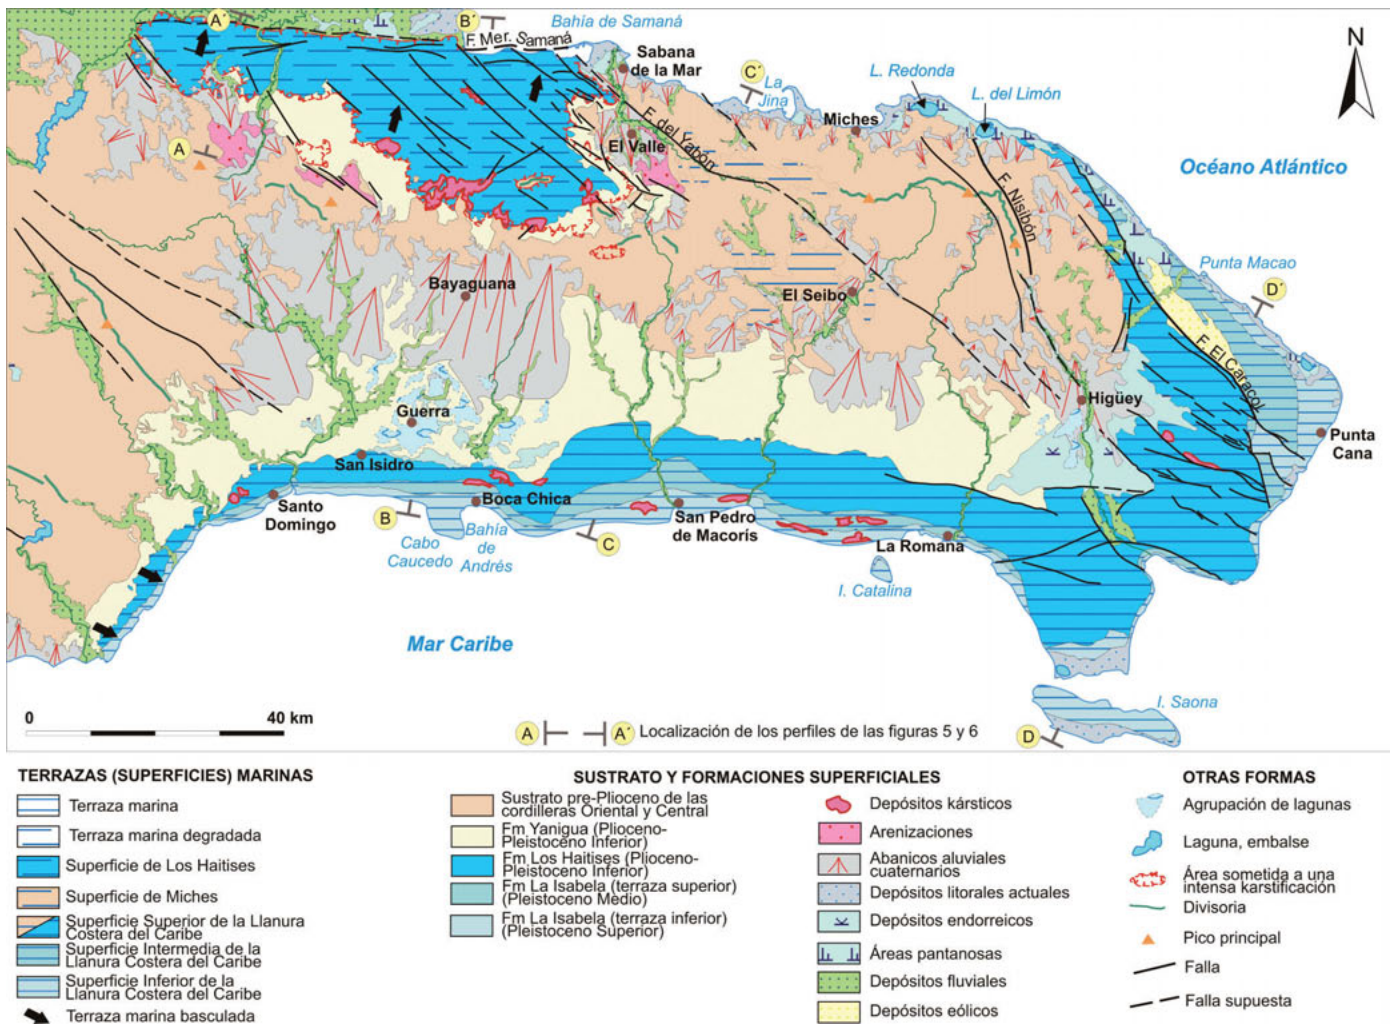 A´
B´
Bahía de Samaná
F. Mer. Samaná
Sabana
de la Mar
C´
La
Jina
L. Redonda
L. del Limón
Miches
N
Océano Atlántico
A
El Valle
F. del Yabón
F. Nisibón
Punta Macao
D´
Bayaguana
El Seibo
F. El Caracol
Guerra
Higüey
Punta
Cana
San Isidro
Santo
Domingo
Boca Chica
San Pedro
de Macorís
La Romana
B
Cabo
Caucedo
Bahía
de
Andrés
C
I. Catalina
Mar Caribe
I. Saona
D
0 40 km
A A´ Localización de los perfiles de las figuras 5 y 6
TERRAZAS (SUPERFICIES) MARINAS
Terraza marina
Terraza marina degradada
Superficie de Los Haitises
Superficie de Miches
Superficie Superior de la Llanura
Costera del Caribe
Superficie Intermedia de la
Llanura Costera del Caribe
Superficie Inferior de la
Llanura Costera del Caribe
Terraza marina basculada
SUSTRATO Y FORMACIONES SUPERFICIALES
Sustrato pre-Plioceno de las
cordilleras Oriental y Central
Fm Yanigua (Plioceno-
Pleistoceno Inferior)
Fm Los Haitises (Plioceno-
Pleistoceno Inferior)
Fm La Isabela (terraza superior)
(Pleistoceno Medio)
Fm La Isabela (terraza inferior)
(Pleistoceno Superior)
Depósitos kársticos
Arenizaciones
Abanicos aluviales
cuaternarios
Depósitos litorales actuales
Depósitos endorreicos
Áreas pantanosas
Depósitos fluviales
Depósitos eólicos
OTRAS FORMAS
Agrupación de lagunas
Laguna, embalse
Área sometida a una
intensa karstificación
Divisoria
Pico principal
Falla
Falla supuesta